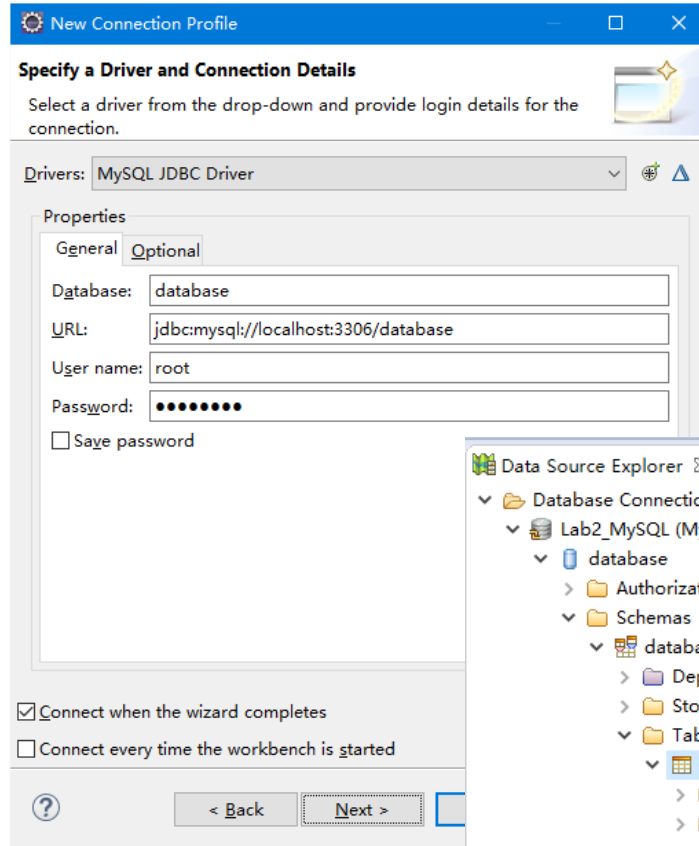 New Connection Profile
Specify a Driver and Connection Details
Select a driver from the drop-down and provide login details for the
connection.
Drivers: MySQL JDBC Driver
Properties
General Optional
Database: database
URL: jdbc:mysql://localhost:3306/database
User name: root
Password: ●●●●●●●●
Save password
Connect when the wizard completes
Connect every time the workbench is started
? < Back Next >
Data Source Explorer
Database Connectio
Lab2_MySQL (M
database
Authoriza
Schemas
databa
De
Sto
Tab